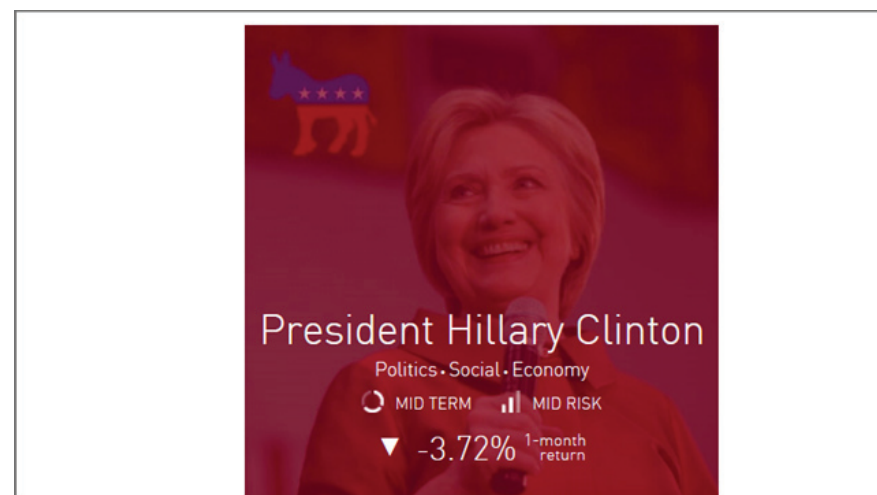 President Hillary Clinton
Politics • Social • Economy
MID TERM MID RISK
-3.72% 1-month
return